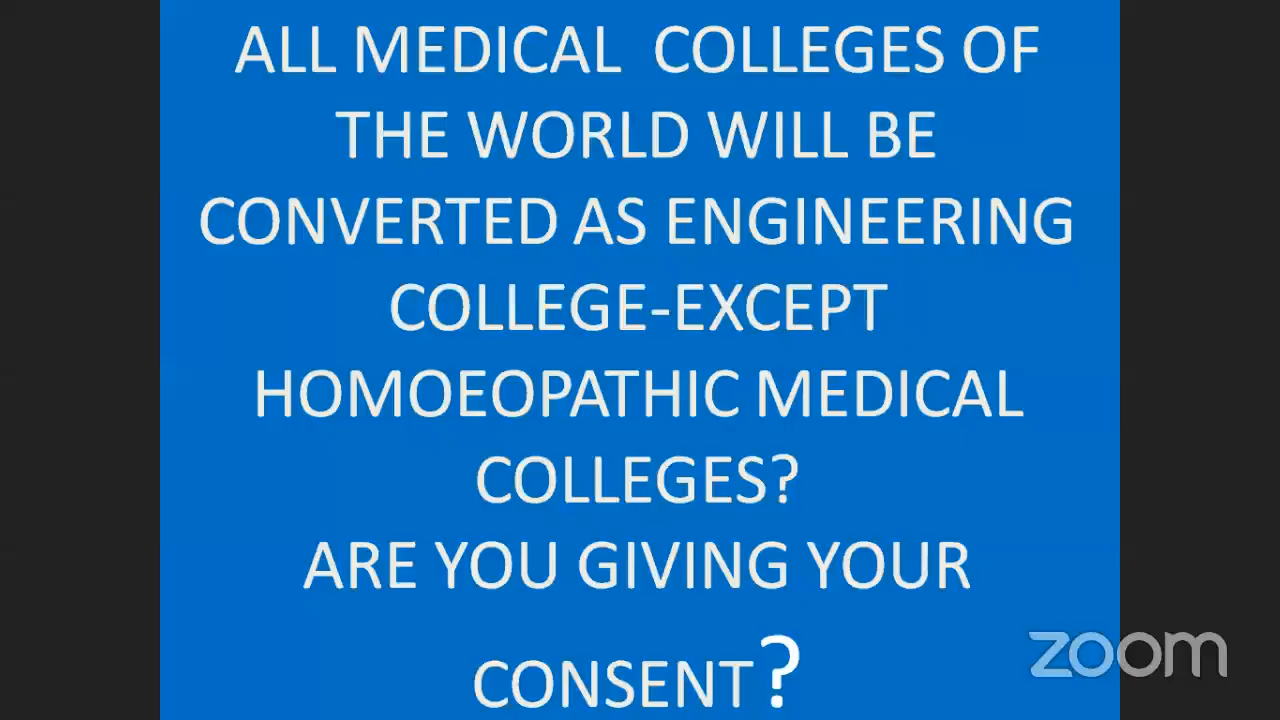 ALL MEDICAL COLLEGES OF
THE WORLD WILL BE
CONVERTED AS ENGINEERING
COLLEGE-EXCEPT
HOMOEOPATHIC MEDICAL
COLLEGES?
ARE YOU GIVING YOUR
CONSENT?
zoom